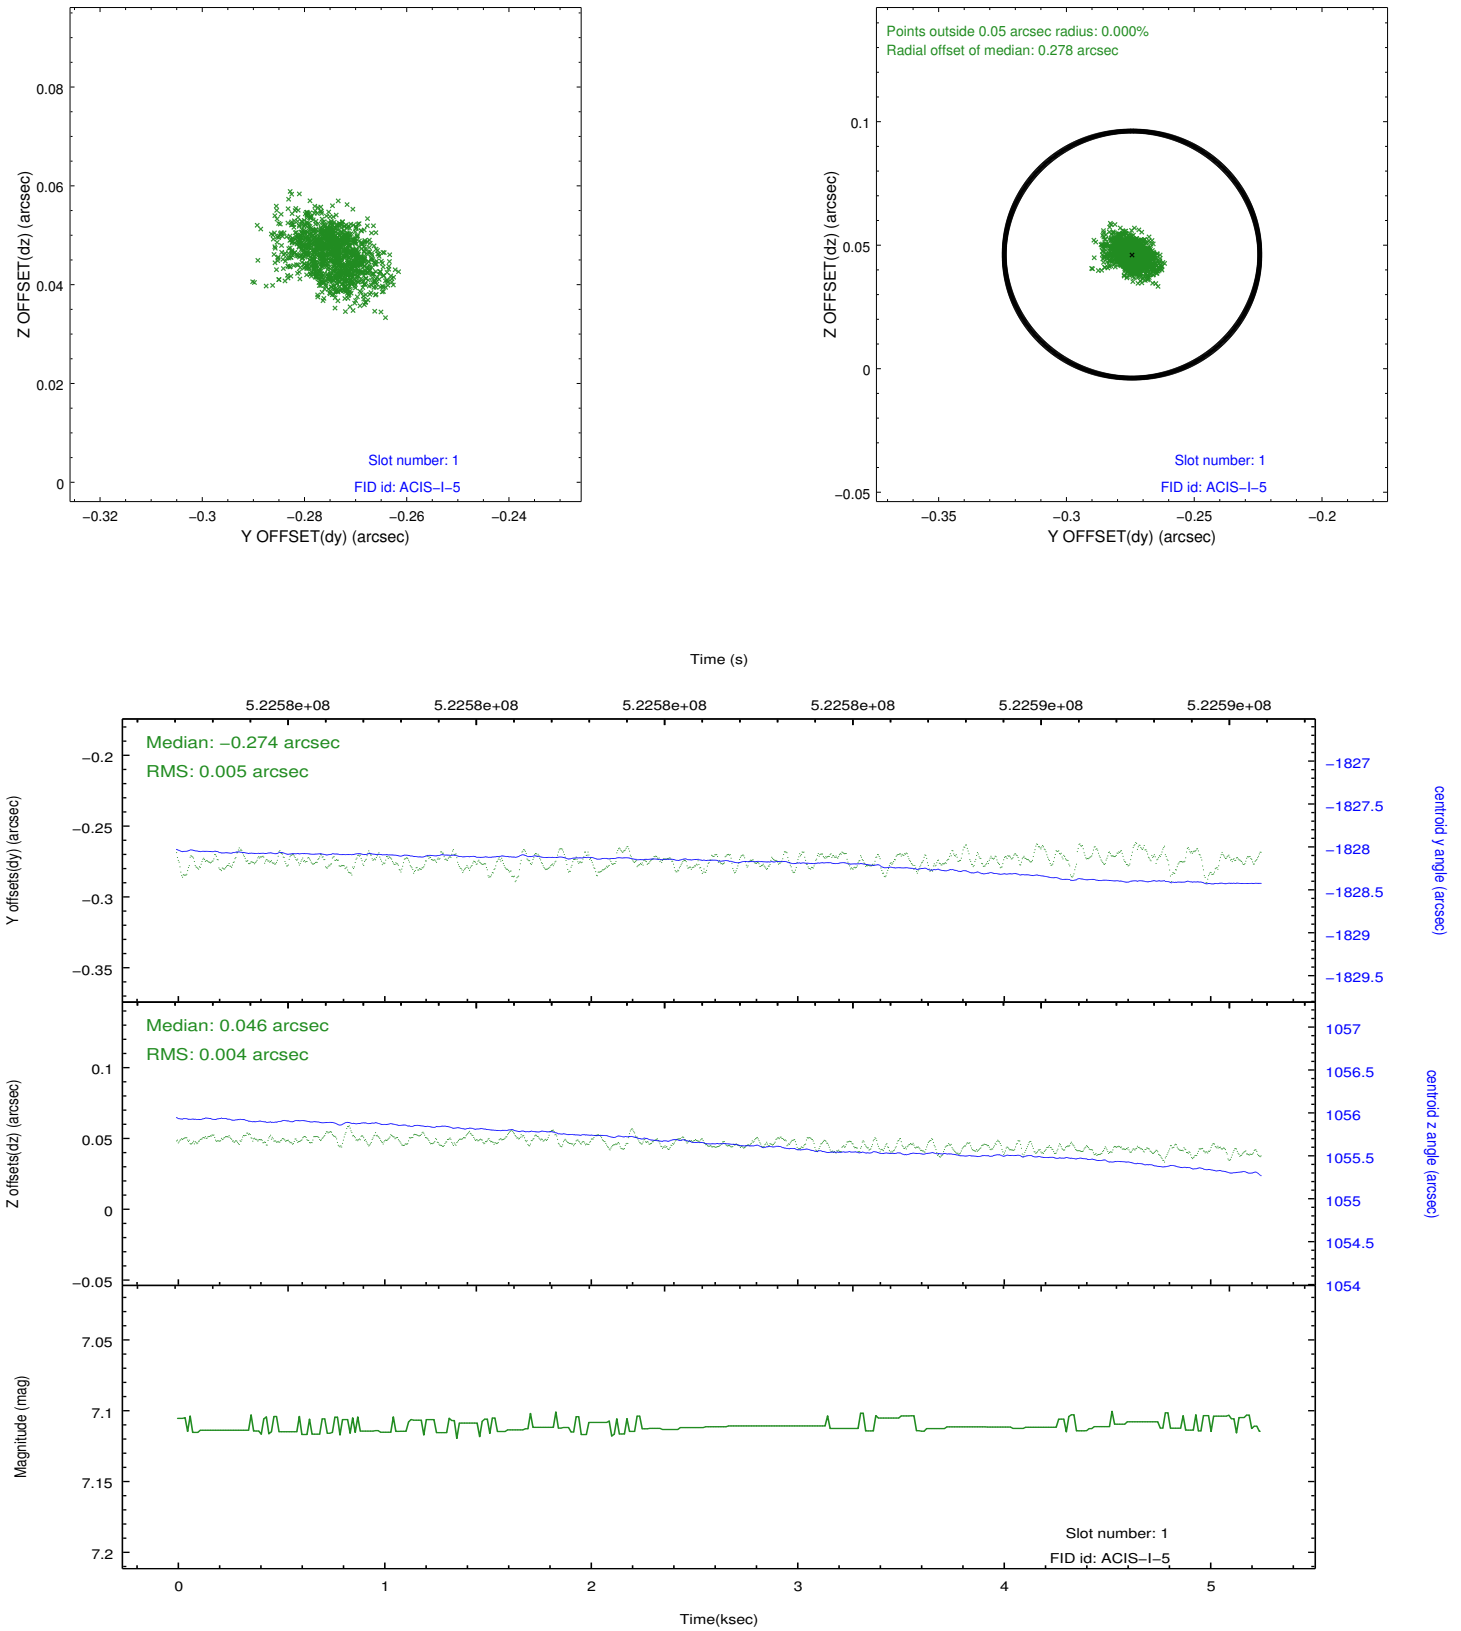 0.08
0.06
0.04
0.02
0
−0.32
−0.3
−0.28
−0.26
−0.24
Z OFFSET(dz) (arcsec)
Y OFFSET(dy) (arcsec)
Slot number: 1
FID id: ACIS−I−5
Points outside 0.05 arcsec radius: 0.000%
Radial offset of median: 0.278 arcsec
0.1
0.05
0
−0.05
−0.35
−0.3
−0.25
−0.2
Z OFFSET(dz) (arcsec)
Y OFFSET(dy) (arcsec)
Slot number: 1
FID id: ACIS−I−5
Time (s)
5.2258e+08
5.2258e+08
5.2258e+08
5.2258e+08
5.2259e+08
5.2259e+08
Median: −0.274 arcsec
RMS: 0.005 arcsec
−0.2
−0.25
−0.3
−0.35
Y offsets(dy) (arcsec)
−1827
−1827.5
−1828
−1828.5
−1829
−1829.5
centroid y angle (arcsec)
Median: 0.046 arcsec
RMS: 0.004 arcsec
0.1
0.05
0
−0.05
Z offsets(dz) (arcsec)
1057
1056.5
1056
1055.5
1055
1054.5
1054
centroid z angle (arcsec)
7.05
7.1
7.15
7.2
Magnitude (mag)
Slot number: 1
FID id: ACIS−I−5
0
1
2
3
4
5
Time(ksec)